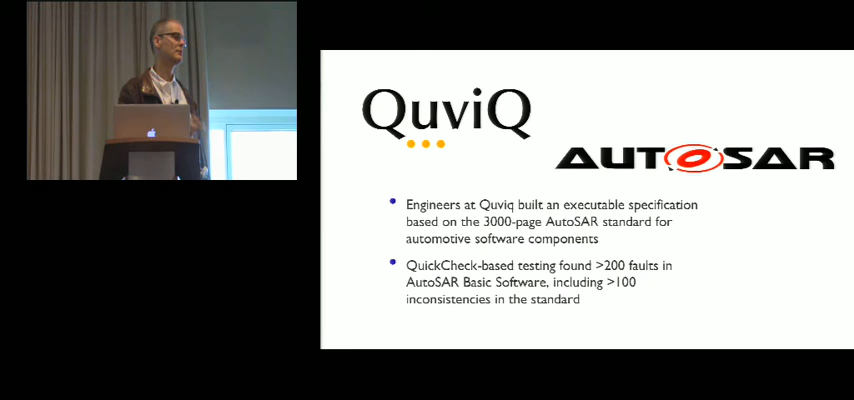 QuviQ
AUTOSAR
Engineers at Quviq built an executable specification
based on the 3000-page AutoSAR standard for
automotive software components
QuickCheck-based testing found >200 faults in
AutoSAR Basic Software, including >100
inconsistencies in the standard